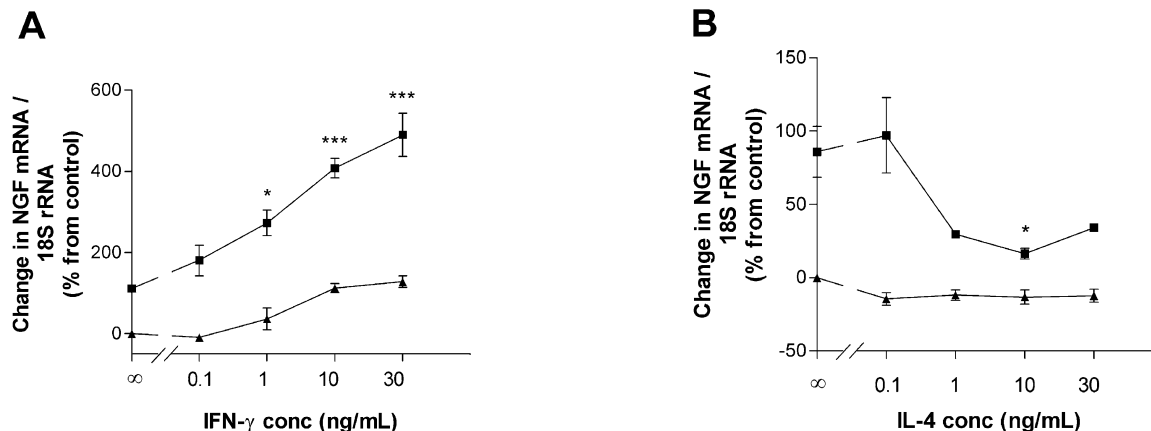 A
Change in NGF mRNA /
18S rRNA
(% from control)
600
400
200
0
*
***
***
∞
0.1
1
10
30
IFN-γ conc (ng/mL)
B
Change in NGF mRNA /
18S rRNA
(% from control)
150
100
50
0
-50
*
∞
0.1
1
10
30
IL-4 conc (ng/mL)